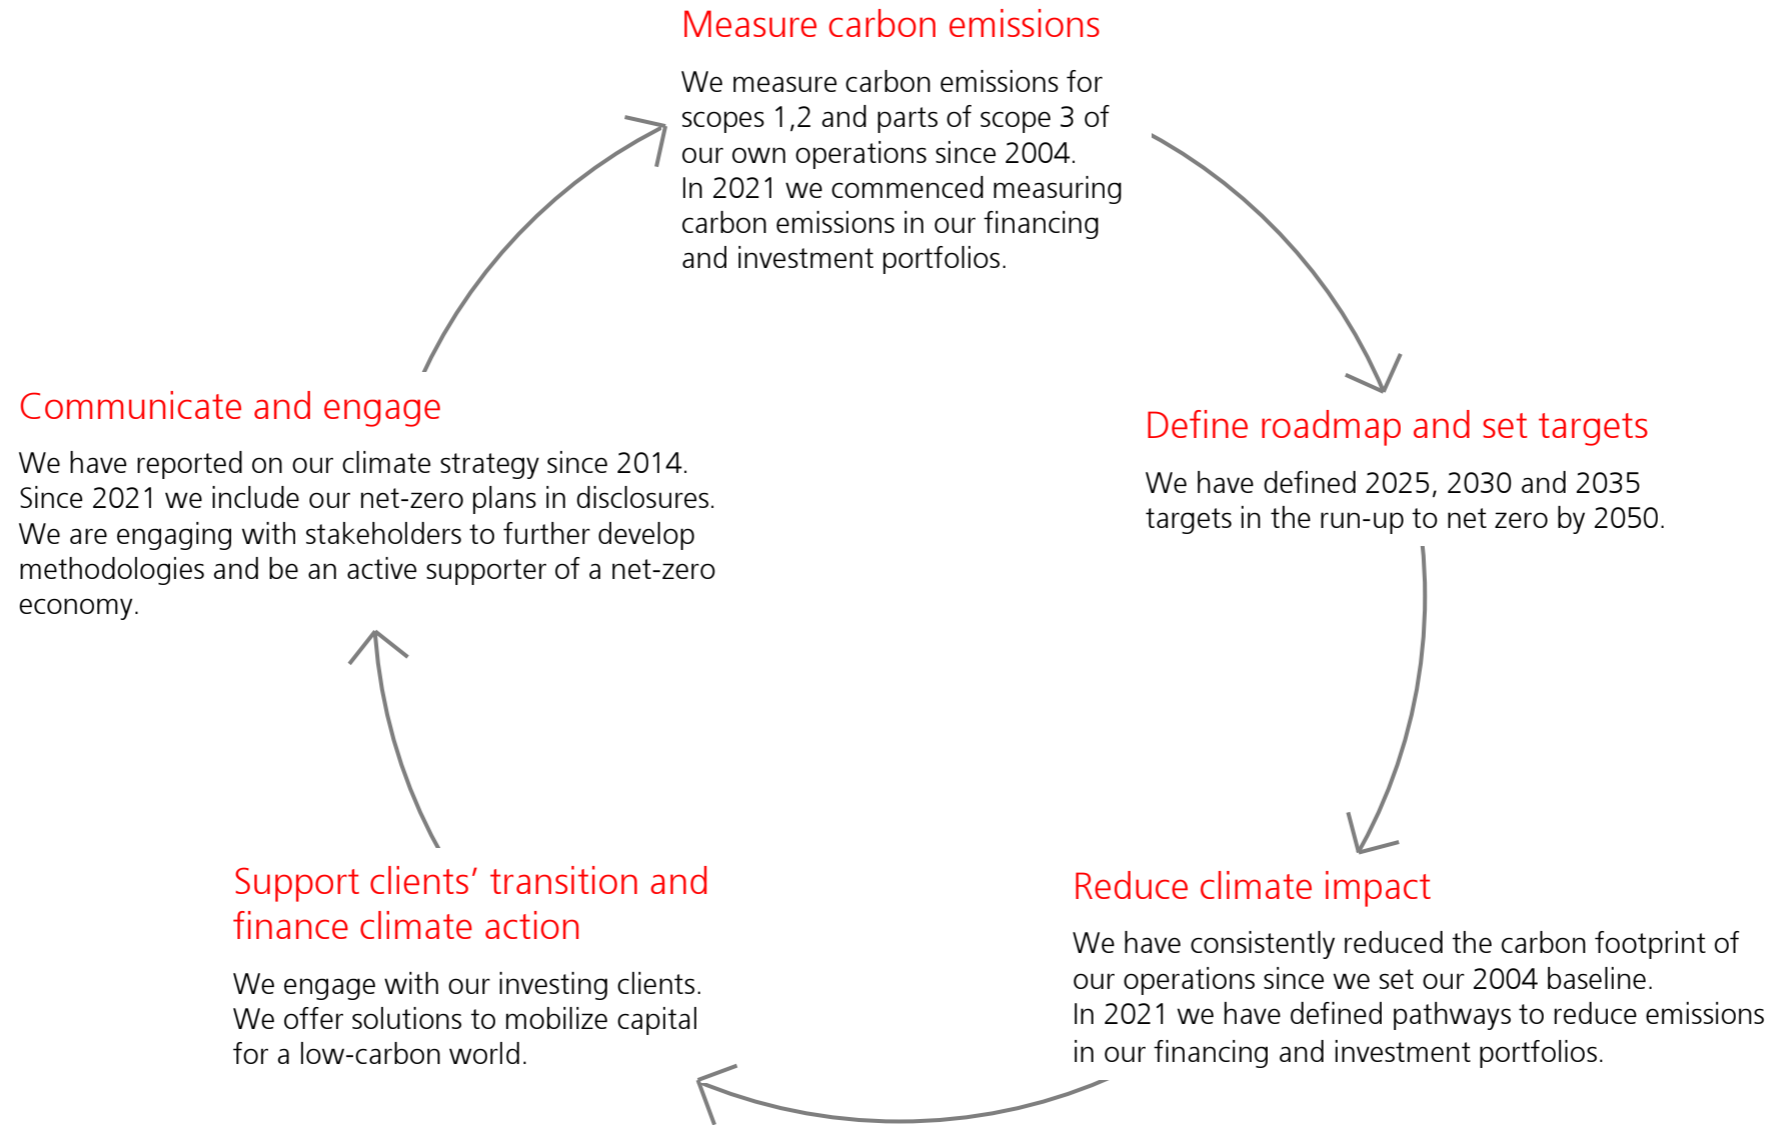 Measure carbon emissions
We measure carbon emissions for
scopes 1,2 and parts of scope 3 of
our own operations since 2004.
In 2021 we commenced measuring
carbon emissions in our financing
and investment portfolios.
Define roadmap and set targets
We have defined 2025, 2030 and 2035
targets in the run-up to net zero by 2050.
Reduce climate impact
We have consistently reduced the carbon footprint of
our operations since we set our 2004 baseline.
In 2021 we have defined pathways to reduce emissions
in our financing and investment portfolios.
Support clients’ transition and
finance climate action
We engage with our investing clients.
We offer solutions to mobilize capital
for a low-carbon world.
Communicate and engage
We have reported on our climate strategy since 2014.
Since 2021 we include our net-zero plans in disclosures.
We are engaging with stakeholders to further develop
methodologies and be an active supporter of a net-zero
economy.